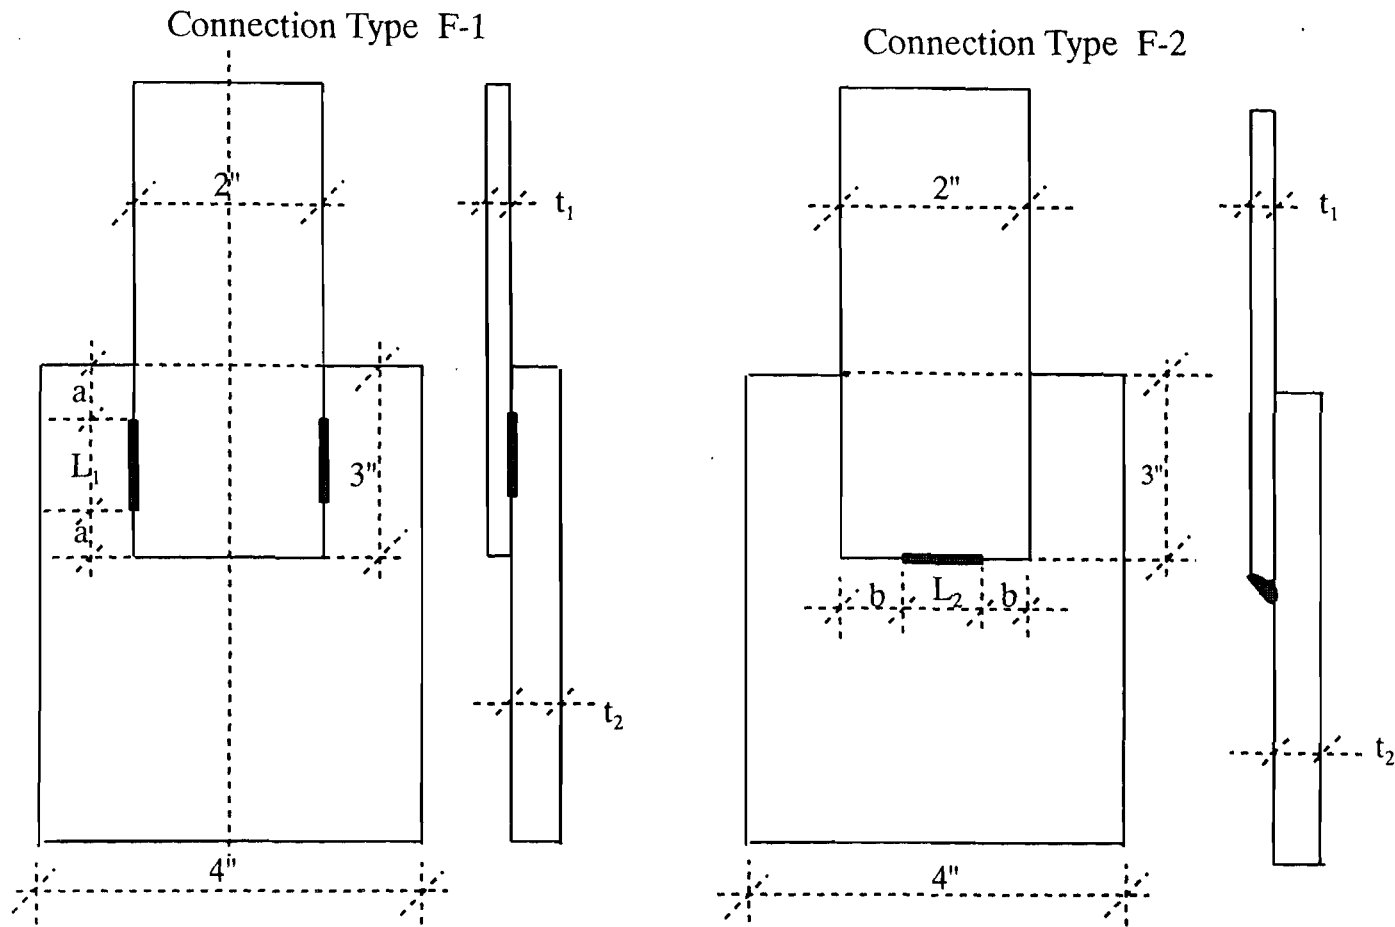 Connection Type F-1
2"
t₁
a
L₁
3"
a
t₂
4"
Connection Type F-2
2"
t₁
3"
b
L₂
b
t₂
4"